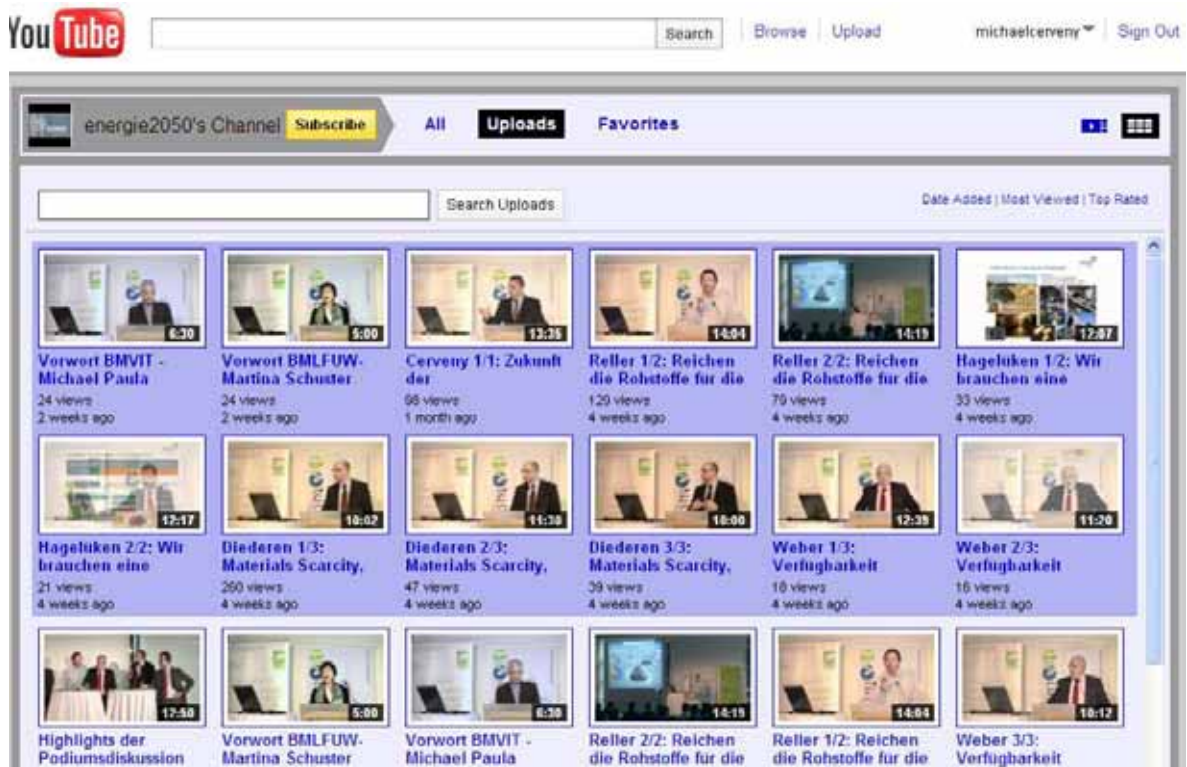 You Tube Search Browse Upload michaelcerveny Sign Out
energie2050's Channel Subscribe All Uploads Favorites
Search Uploads Date Added | Most Viewed | Top Rated
6:30 5:00 13:35 14:04 14:19 12:07
Vorwort BMVIT - Vorwort BMLFUW- Cerveny 1/1: Zukunft Reller 1/2: Reichen Reller 2/2: Reichen Hagelüken 1/2: Wir
Michael Paula Martina Schuster der die Rohstoffe für die die Rohstoffe für die brauchen eine
24 views 24 views 98 views 129 views 79 views 33 views
2 weeks ago 2 weeks ago 1 month ago 4 weeks ago 4 weeks ago 4 weeks ago
12:17 10:02 11:30 10:00 12:35 11:20
Hagelüken 2/2: Wir Diederen 1/3: Diederen 2/3: Diederen 3/3: Weber 1/3: Weber 2/3:
brauchen eine Materials Scarcity, Materials Scarcity, Materials Scarcity, Verfügbarkeit Verfügbarkeit
21 views 260 views 47 views 39 views 18 views 16 views
4 weeks ago 4 weeks ago 4 weeks ago 4 weeks ago 4 weeks ago 4 weeks ago
17:50 5:00 6:30 14:19 14:04 10:12
Highlights der Vorwort BMLFUW- Vorwort BMVIT - Reller 2/2: Reichen Reller 1/2: Reichen Weber 3/3:
Podiumsdiskussion Martina Schuster Michael Paula die Rohstoffe für die die Rohstoffe für die Verfügbarkeit